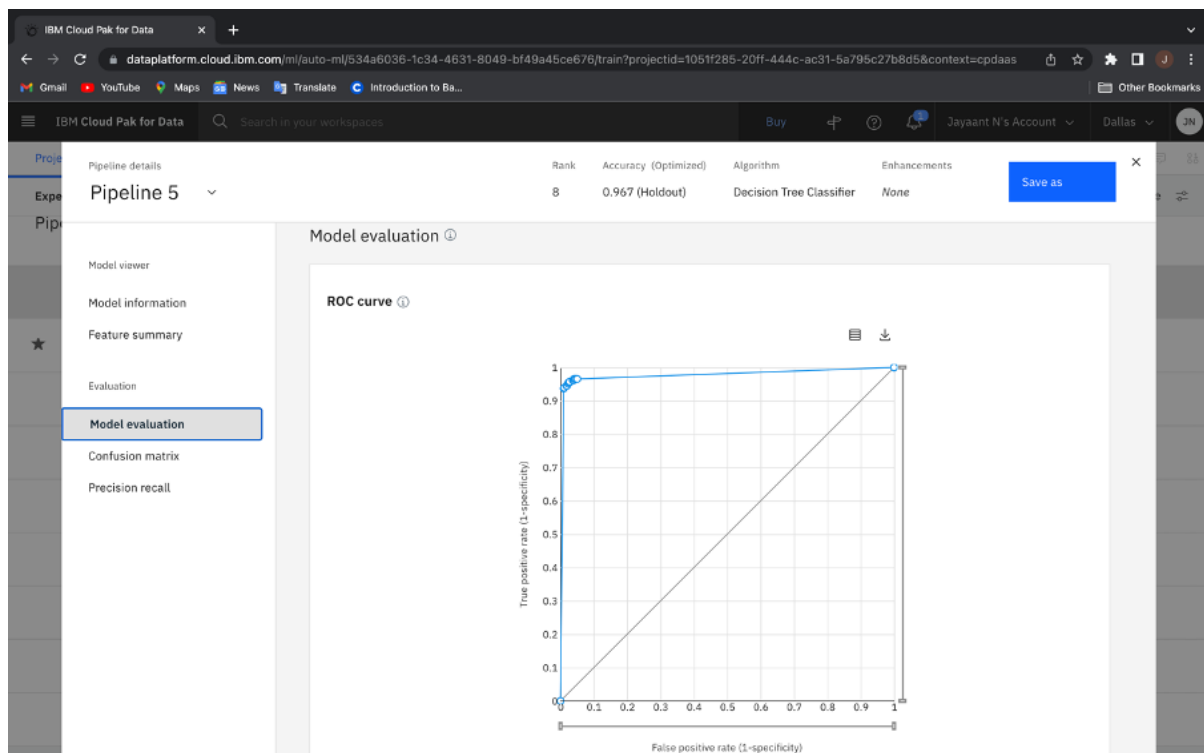 IBM Cloud Pak for Data
dataplatform.cloud.ibm.com/ml/auto-ml/534a6036-1c34-4631-8049-bf49a45ce676/train?projectid=1051f285-20ff-444c-ac31-5a795c27b8d5&context=cpdaas
J
Gmail YouTube Maps News Translate Introduction to Ba... Other Bookmarks
IBM Cloud Pak for Data Search in your workspaces Buy 1 Jayaant N's Account Dallas JN
Proje
Expe
Pip
Pipeline details
Pipeline 5
Rank Accuracy (Optimized) Algorithm Enhancements
8 0.967 (Holdout) Decision Tree Classifier None
Save as
Model viewer
Model information
Feature summary
Evaluation
Model evaluation
Confusion matrix
Precision recall
Model evaluation
ROC curve
True positive rate (1-specificity)
1
0.9
0.8
0.7
0.6
0.5
0.4
0.3
0.2
0.1
0
0 0.1 0.2 0.3 0.4 0.5 0.6 0.7 0.8 0.9 1
False positive rate (1-specificity)